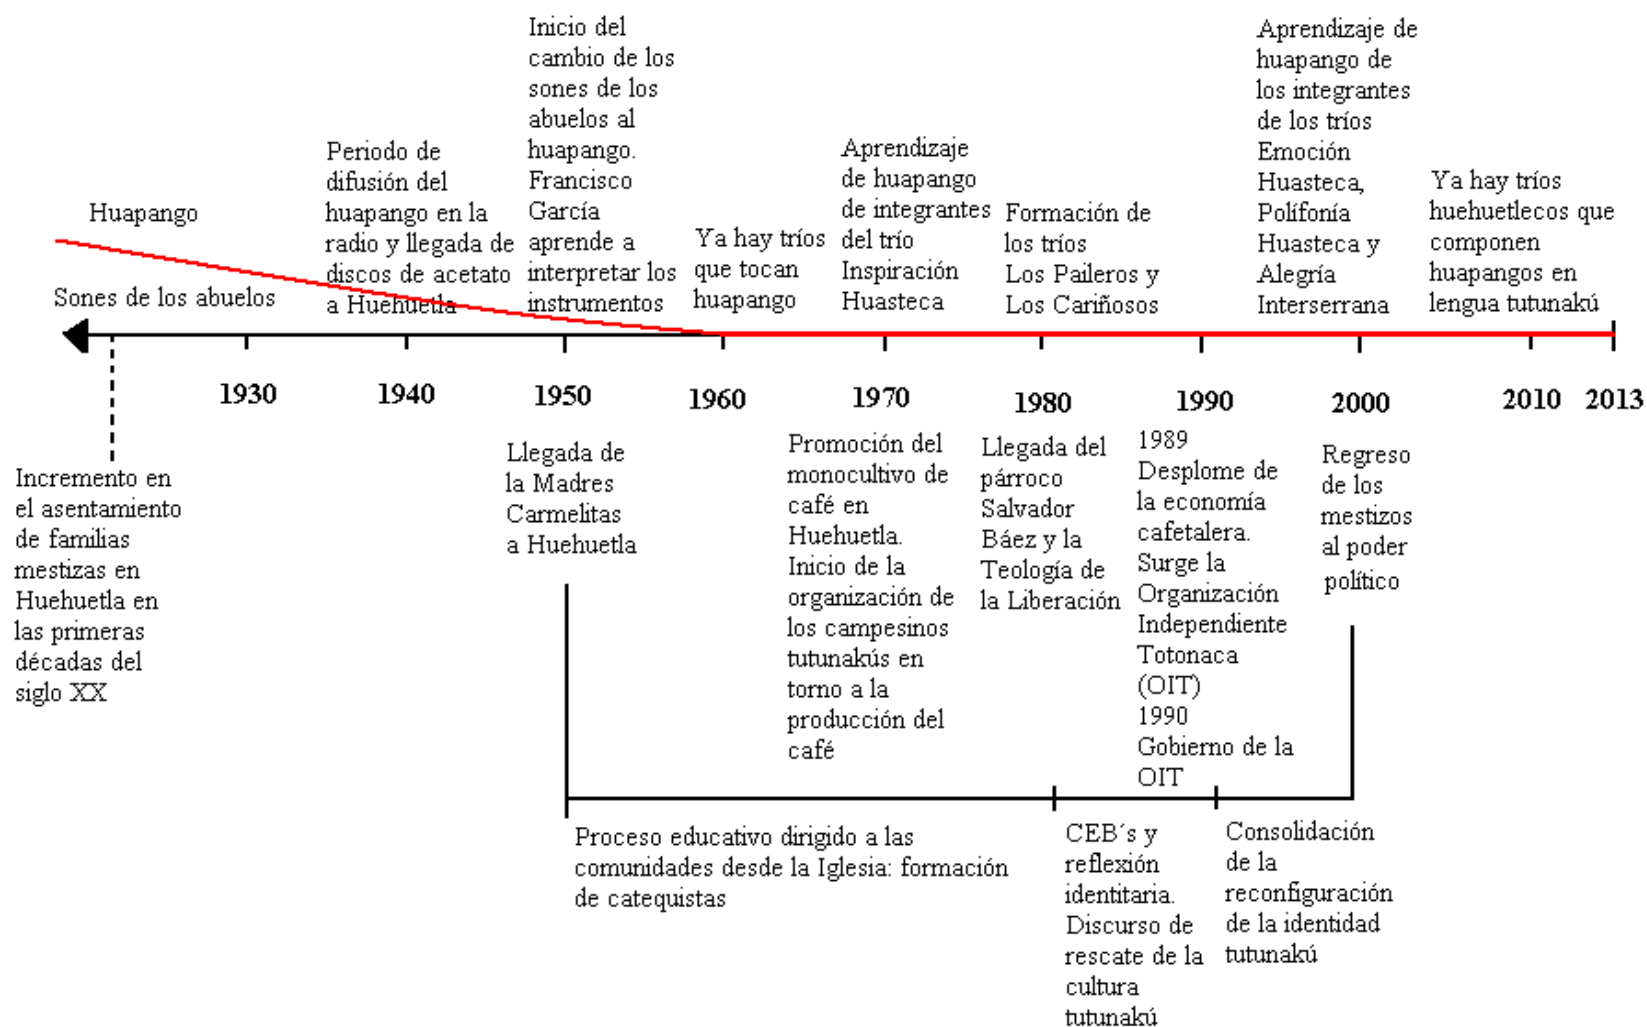 Huapango
Sones de los abuelos
Periodo de
difusión del
huapango en la
radio y llegada de
discos de acetato
a Huehuetla
Inicio del
cambio de los
sones de los
abuelos al
huapango.
Francisco
García
aprende a
interpretar los
instrumentos
Ya hay tríos
que tocan
huapango
Aprendizaje
de huapango
de integrantes
del trío
Inspiración
Huasteca
Formación de
los tríos
Los Paileros y
Los Cariñosos
Aprendizaje de
huapango de
los integrantes
de los tríos
Emoción
Huasteca,
Polífonía
Huasteca y
Alegría
Interserrana
Ya hay tríos
huehuetlecos que
componen
huapangos en
lengua tutunakú
1930
1940
1950
1960
1970
1980
1990
2000
2010
2013
Incremento en
el asentamiento
de familias
mestizas en
Huehuetla en
las primeras
décadas del
siglo XX
Llegada de
la Madres
Carmelitas
a Huehuetla
Promoción del
monocultivo de
café en
Huehuetla.
Inicio de la
organización de
los campesinos
tutunakús en
torno a la
producción del
café
Llegada del
párroco
Salvador
Báez y la
Teología de
la Liberación
1989
Desplome de
la economía
cafetalera.
Surge la
Organización
Independiente
Totonaca
(OIT)
1990
Gobierno de la
OIT
Regreso
de los
mestizos
al poder
político
Proceso educativo dirigido a las
comunidades desde la Iglesia: formación
de catequistas
CEB´s y
reflexión
identitaria.
Discurso de
rescate de la
cultura
tutunakú
Consolidación
de la
reconfiguración
de la identidad
tutunakú